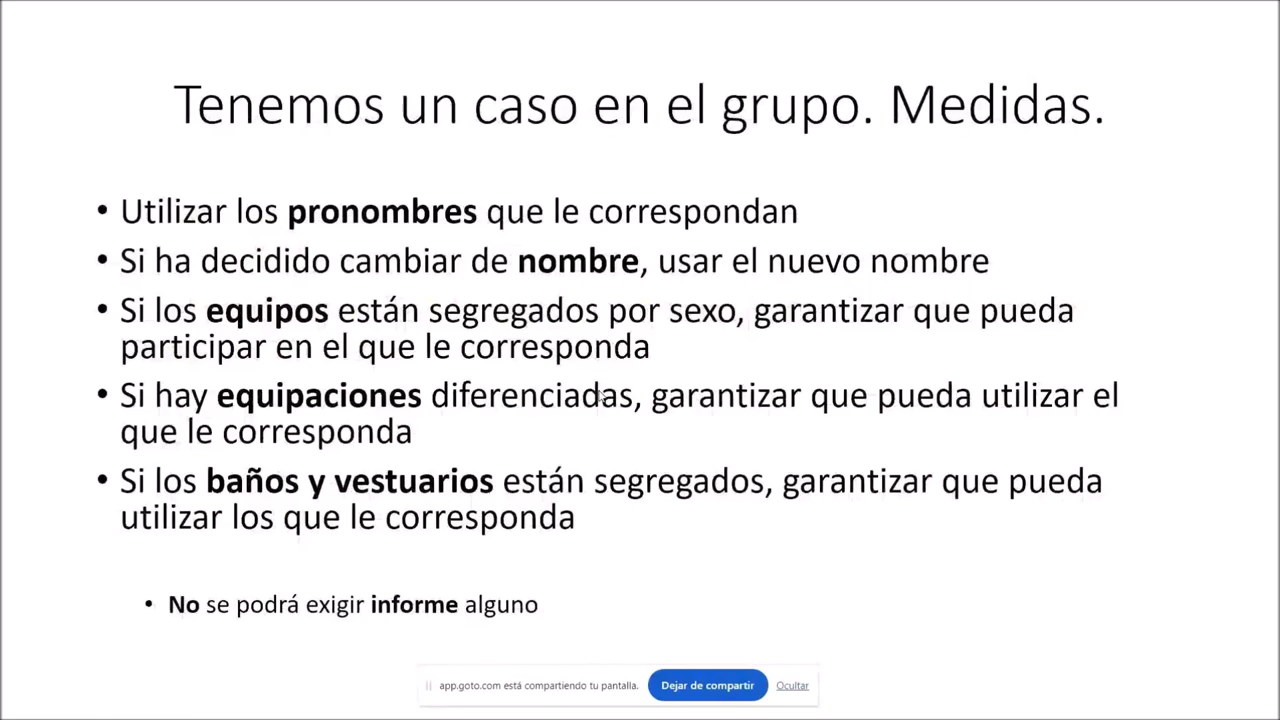 Tenemos un caso en el grupo. Medidas.
• Utilizar los pronombres que le correspondan
• Si ha decidido cambiar de nombre, usar el nuevo nombre
• Si los equipos están segregados por sexo, garantizar que pueda
participar en el que le corresponda
• Si hay equipaciones diferenciadas, garantizar que pueda utilizar el
que le corresponda
• Si los baños y vestuarios están segregados, garantizar que pueda
utilizar los que le corresponda
• No se podrá exigir informe alguno
app.goto.com está compartiendo tu pantalla. Dejar de compartir Ocultar